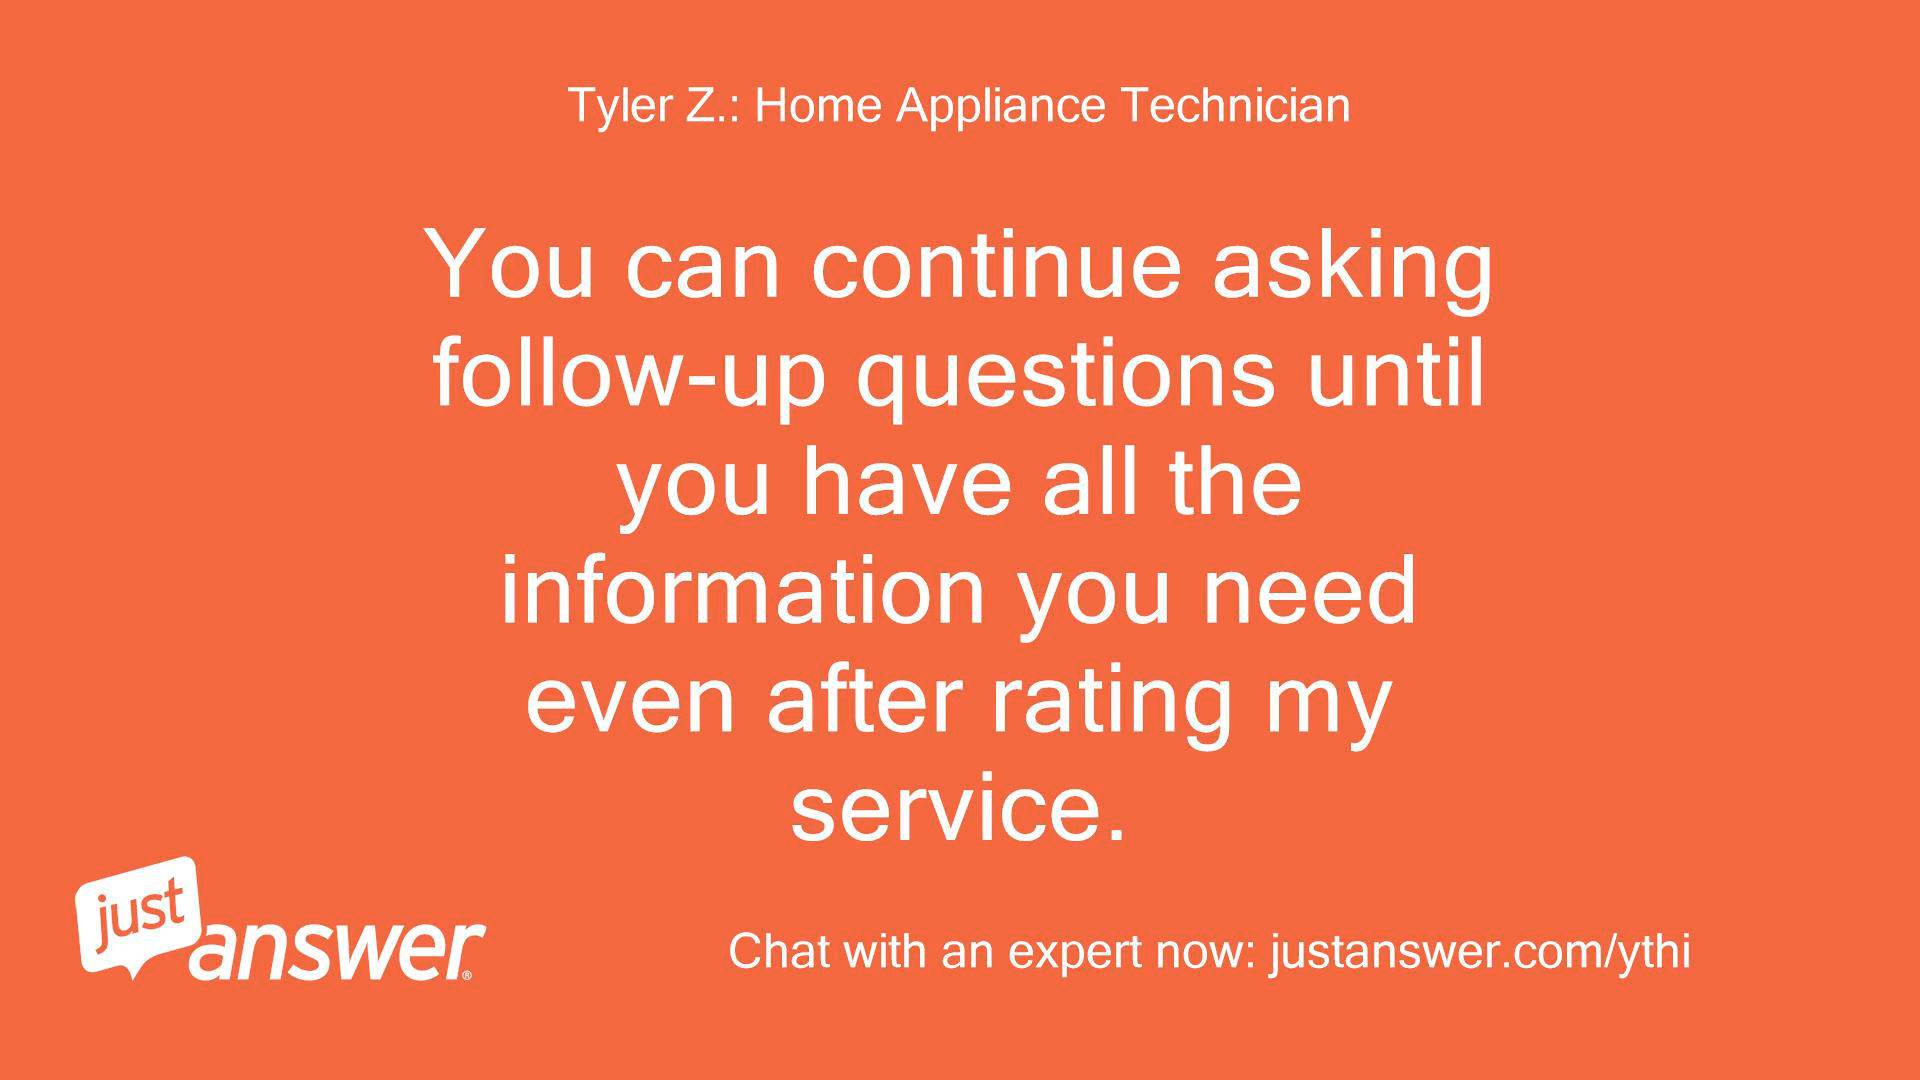 Tyler Z.: Home Appliance Technician
You can continue asking
follow-up questions until
you have all the
information you need
even after rating my
service.
just
answer®
Chat with an expert now: justanswer.com/ythi